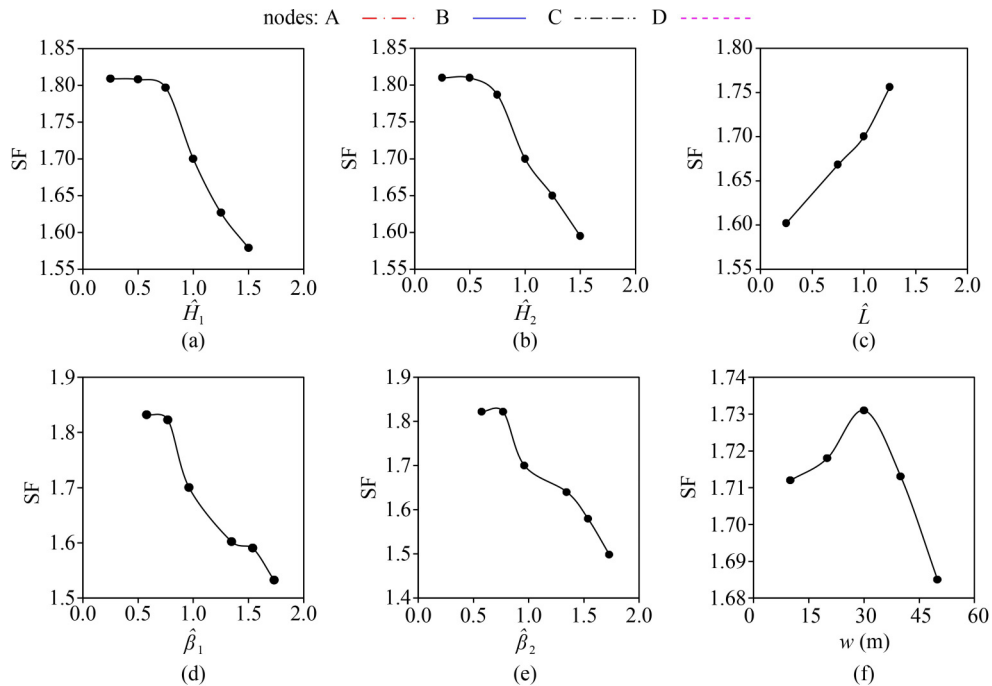 nodes: A B C D
1.85
1.80
1.75
1.70
1.65
1.60
1.55
SF
0.0 0.5 1.0 1.5 2.0
Ĥ₁
(a)
1.85
1.80
1.75
1.70
1.65
1.60
1.55
SF
0.0 0.5 1.0 1.5 2.0
Ĥ₂
(b)
1.80
1.75
1.70
1.65
1.60
1.55
SF
0.0 0.5 1.0 1.5 2.0
L̂
(c)
1.9
1.8
1.7
1.6
1.5
SF
0.0 0.5 1.0 1.5 2.0
β̂₁
(d)
1.9
1.8
1.7
1.6
1.5
1.4
SF
0.0 0.5 1.0 1.5 2.0
β̂₂
(e)
1.74
1.73
1.72
1.71
1.70
1.69
1.68
SF
0 15 30 45 60
w (m)
(f)